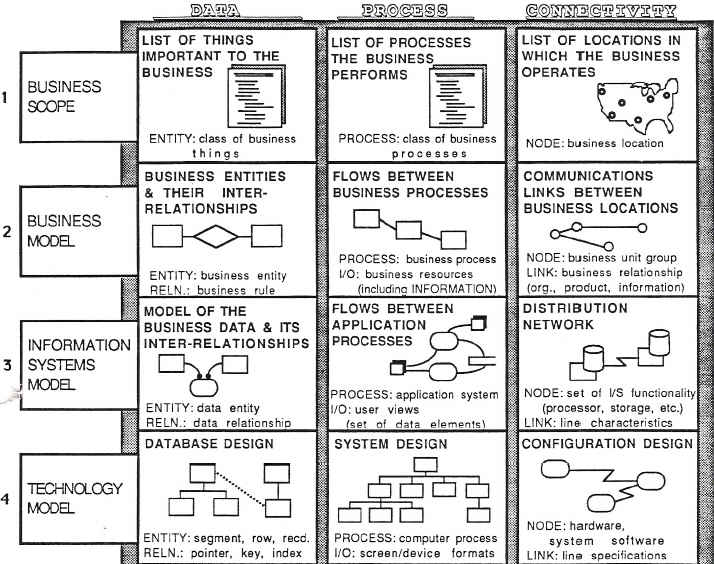 DATA PROCESS CONNECTIVITY
1
BUSINESS
SCOPE
LIST OF THINGS
IMPORTANT TO THE
BUSINESS
ENTITY: class of business
things
LIST OF PROCESSES
THE BUSINESS
PERFORMS
PROCESS: class of business
processes
LIST OF LOCATIONS IN
WHICH THE BUSINESS
OPERATES
NODE: business location
2
BUSINESS
MODEL
BUSINESS ENTITIES
& THEIR INTER-
RELATIONSHIPS
ENTITY: business entity
RELN.: business rule
FLOWS BETWEEN
BUSINESS PROCESSES
PROCESS: business process
I/O: business resources
(including INFORMATION)
COMMUNICATIONS
LINKS BETWEEN
BUSINESS LOCATIONS
NODE: business unit group
LINK: business relationship
(org., product, information)
3
INFORMATION
SYSTEMS
MODEL
MODEL OF THE
BUSINESS DATA & ITS
INTER-RELATIONSHIPS
ENTITY: data entity
RELN.: data relationship
FLOWS BETWEEN
APPLICATION
PROCESSES
PROCESS: application system
I/O: user views
(set of data elements)
DISTRIBUTION
NETWORK
NODE: set of I/S functionality
(processor, storage, etc.)
LINK: line characteristics
4
TECHNOLOGY
MODEL
DATABASE DESIGN
ENTITY: segment, row, recd.
RELN.: pointer, key, index
SYSTEM DESIGN
PROCESS: computer process
I/O: screen/device formats
CONFIGURATION DESIGN
NODE: hardware,
system software
LINK: line specifications